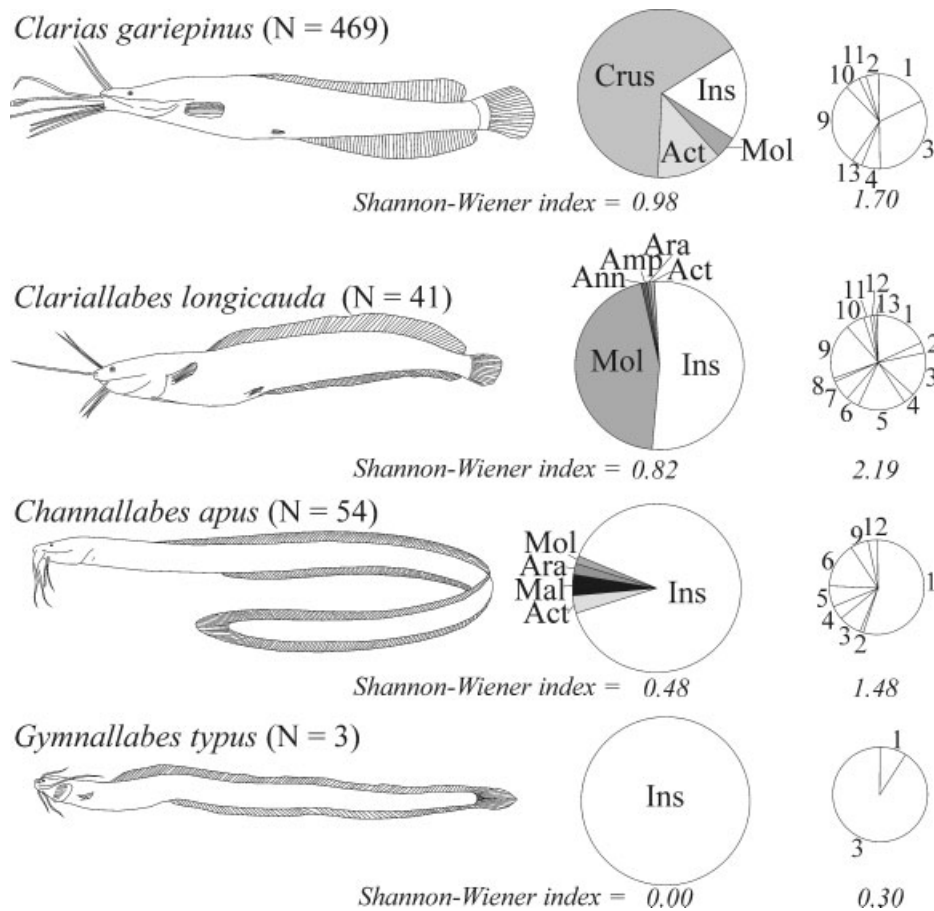 Clarias gariepinus (N = 469)
Crus
Ins
Act
Mol
11
2
1
10
9
3
13
4
Shannon-Wiener index = 0.98
1.70
Clariallabes longicauda (N = 41)
Ara
Amp
Act
Ann
Mol
Ins
12
11
13
10
1
9
2
3
8
7
6
5
4
Shannon-Wiener index = 0.82
2.19
Channallabes apus (N = 54)
Mol
Ara
Mal
Act
Ins
9
12
6
1
5
4
3
2
Shannon-Wiener index = 0.48
1.48
Gymnallabes typus (N = 3)
Ins
1
3
Shannon-Wiener index = 0.00
0.30